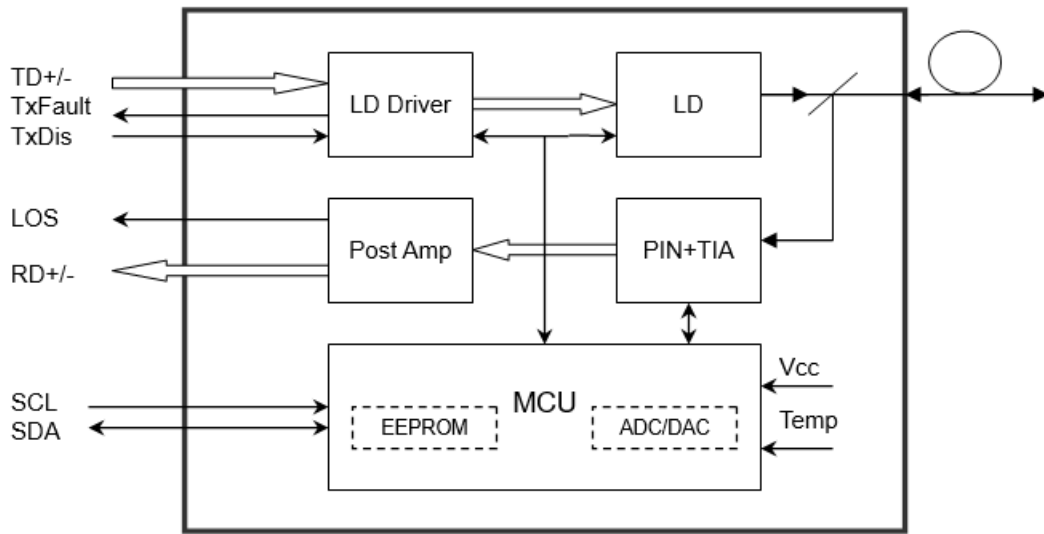 TD+/-
TxFault
TxDis
LD Driver
LD
LOS
RD+/-
Post Amp
PIN+TIA
SCL
SDA
MCU
EEPROM
ADC/DAC
Vcc
Temp